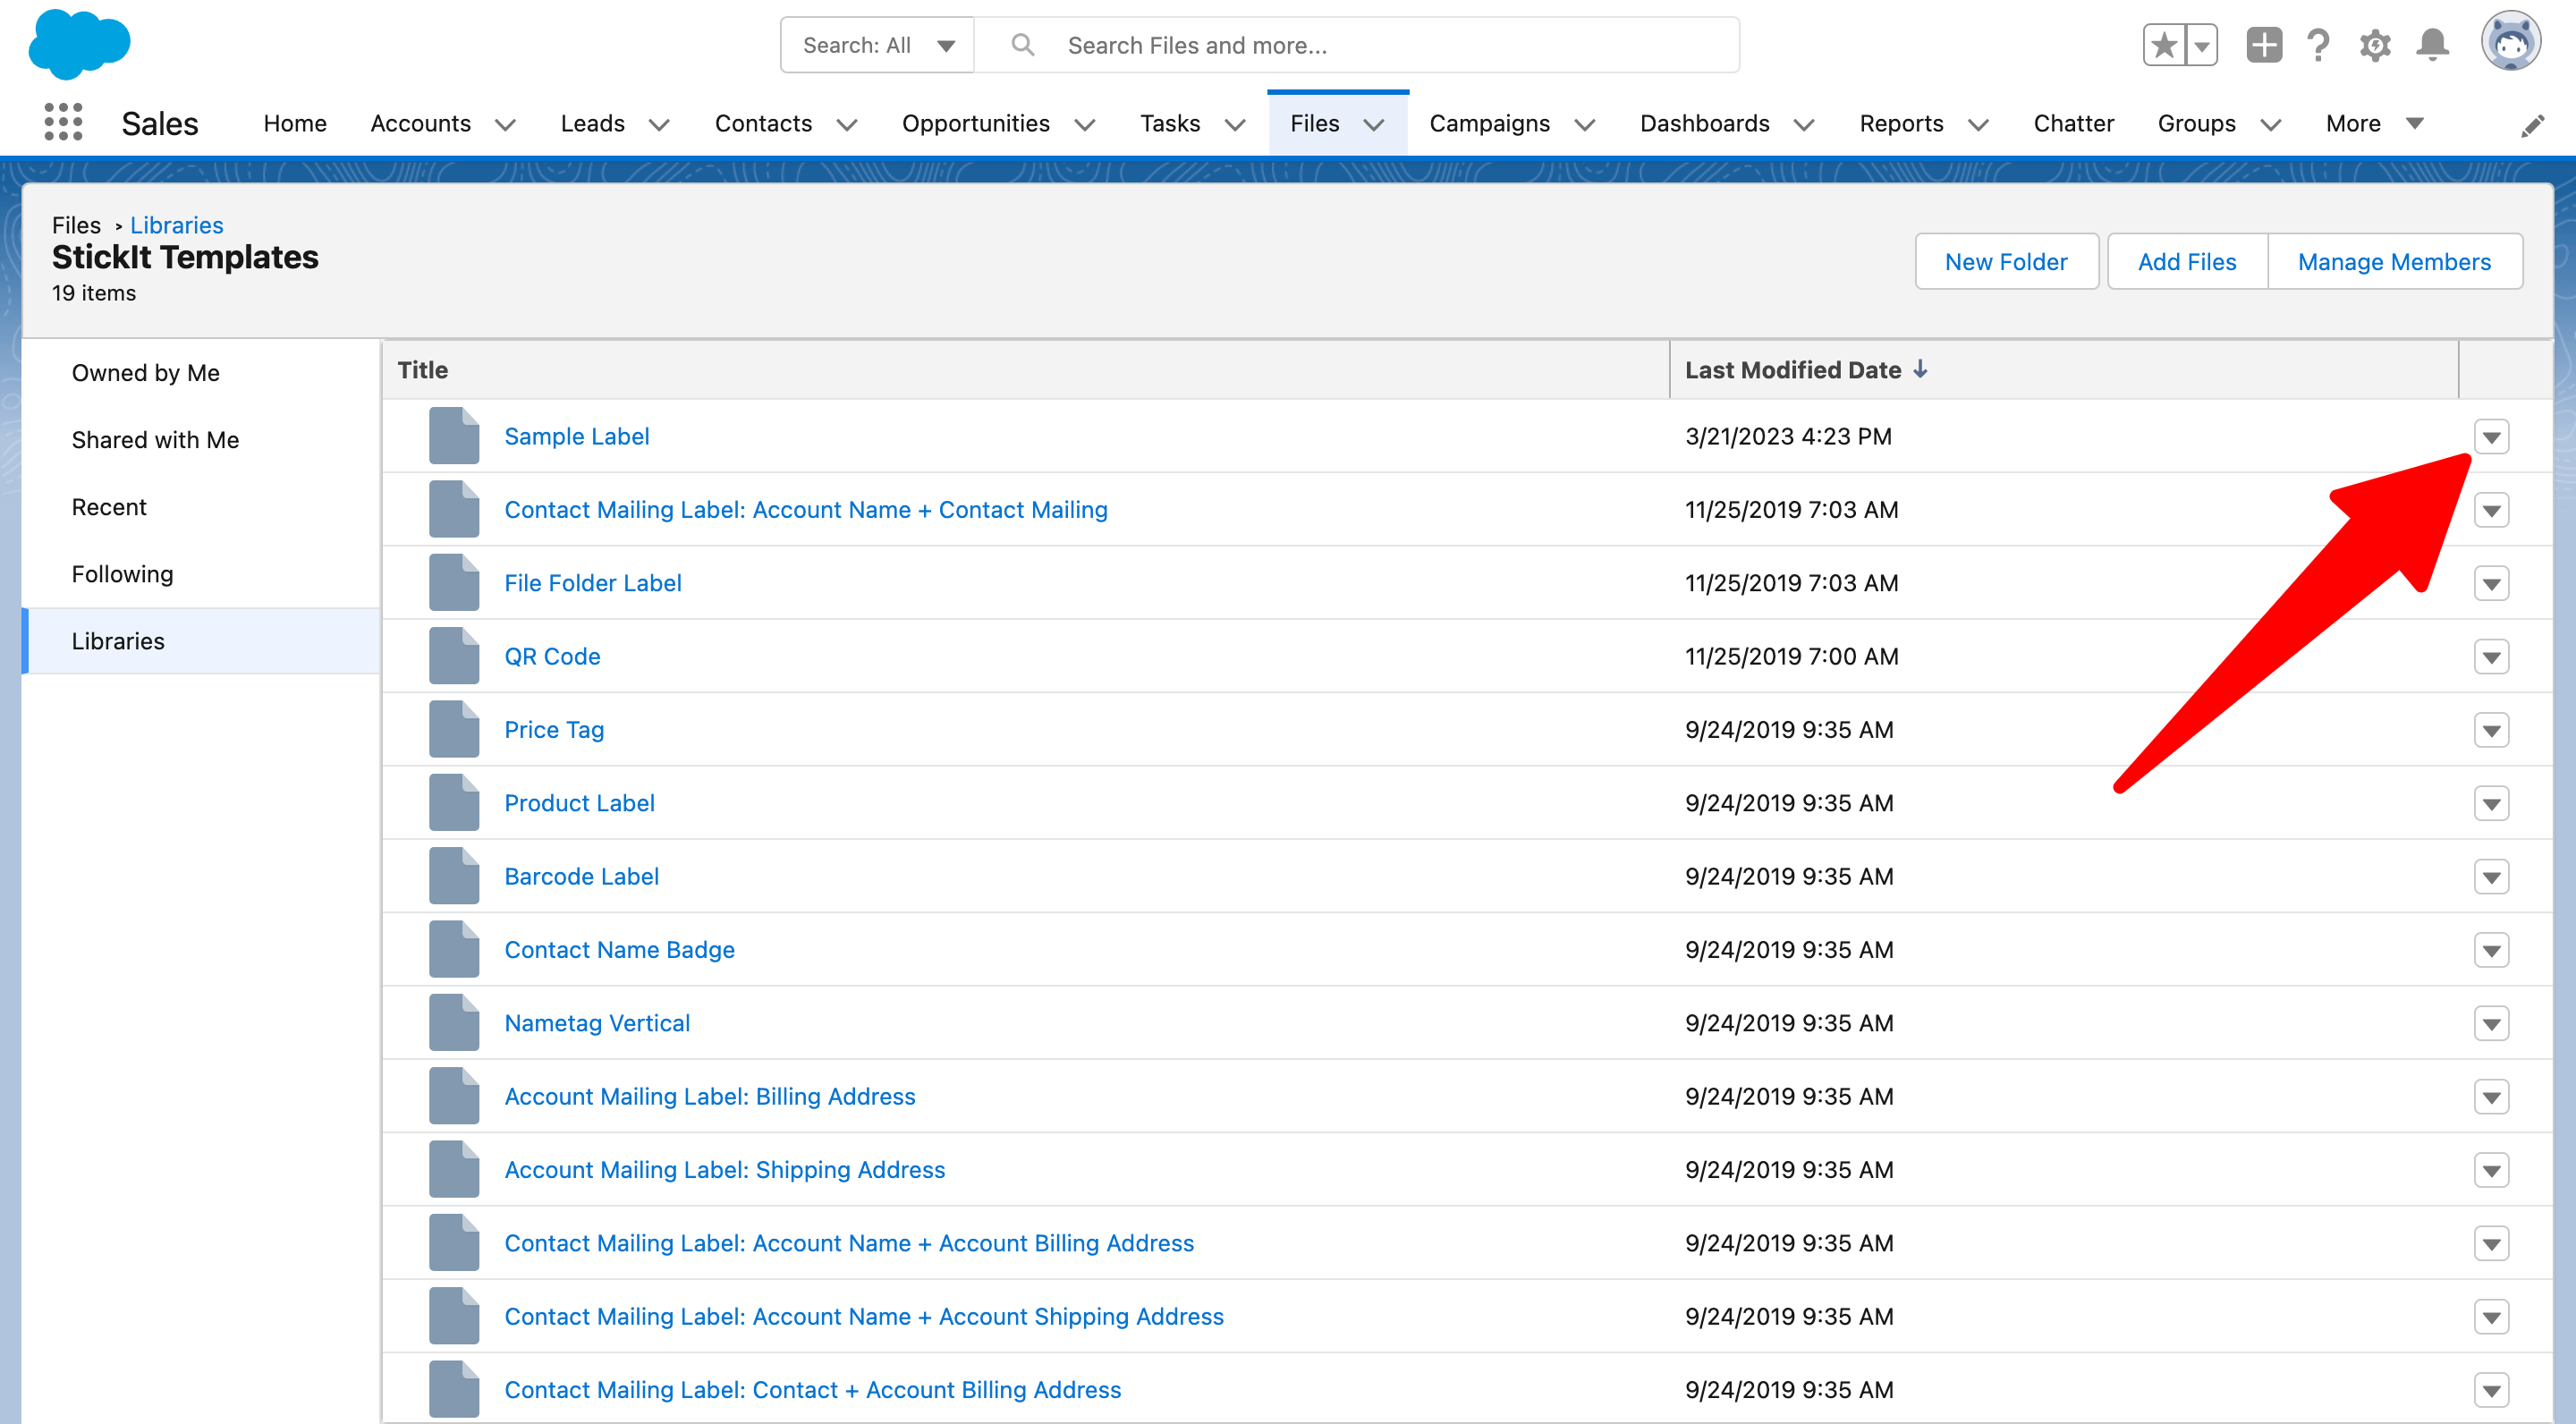 Search: All Search Files and more...
Sales Home Accounts Leads Contacts Opportunities Tasks Files Campaigns Dashboards Reports Chatter Groups More
Files > Libraries
StickIt Templates
19 items
New Folder Add Files Manage Members
Owned by Me
Shared with Me
Recent
Following
Libraries
Title Last Modified Date
Sample Label 3/21/2023 4:23 PM
Contact Mailing Label: Account Name + Contact Mailing 11/25/2019 7:03 AM
File Folder Label 11/25/2019 7:03 AM
QR Code 11/25/2019 7:00 AM
Price Tag 9/24/2019 9:35 AM
Product Label 9/24/2019 9:35 AM
Barcode Label 9/24/2019 9:35 AM
Contact Name Badge 9/24/2019 9:35 AM
Nametag Vertical 9/24/2019 9:35 AM
Account Mailing Label: Billing Address 9/24/2019 9:35 AM
Account Mailing Label: Shipping Address 9/24/2019 9:35 AM
Contact Mailing Label: Account Name + Account Billing Address 9/24/2019 9:35 AM
Contact Mailing Label: Account Name + Account Shipping Address 9/24/2019 9:35 AM
Contact Mailing Label: Contact + Account Billing Address 9/24/2019 9:35 AM